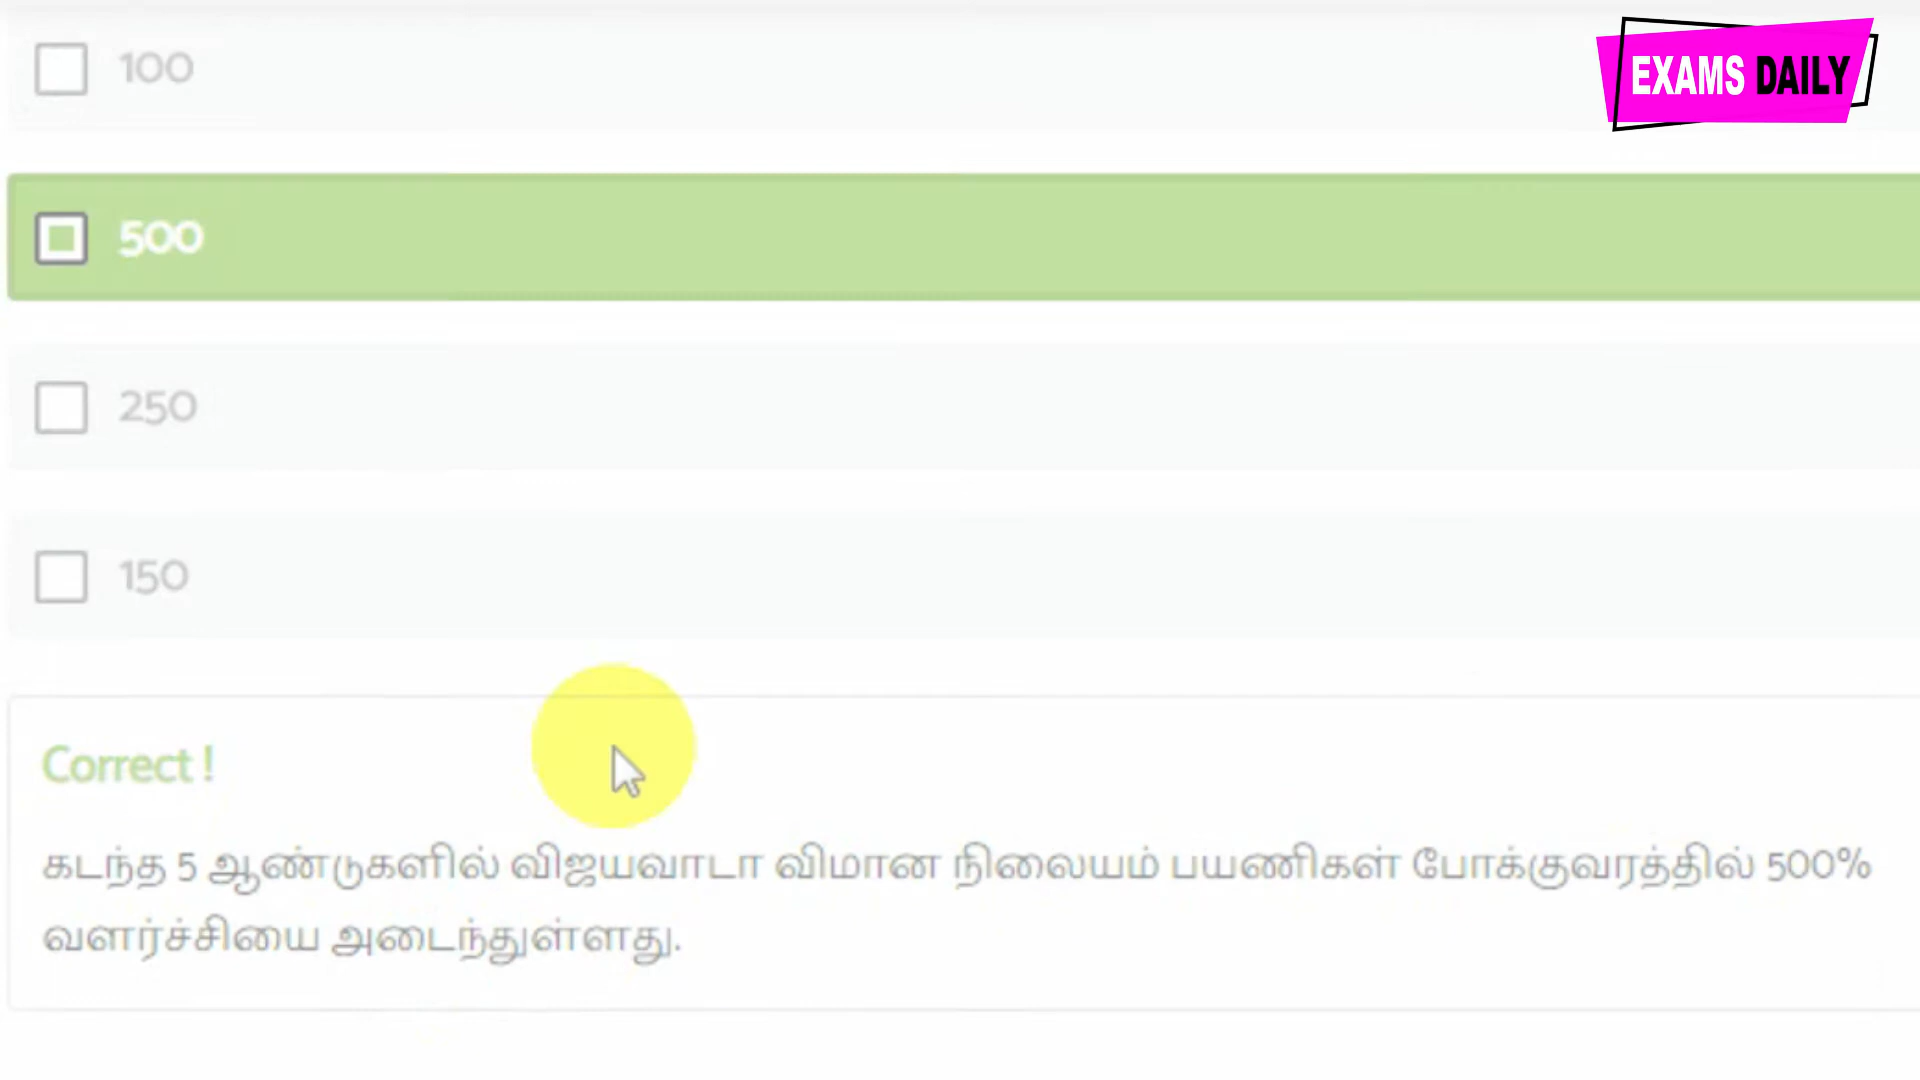 100
EXAMS DAILY
500
250
150
Correct !
கடந்த 5 ஆண்டுகளில் விஜயவாடா விமான நிலையம் பயணிகள் போக்குவரத்தில் 500%
வளர்ச்சியை அடைந்துள்ளது.